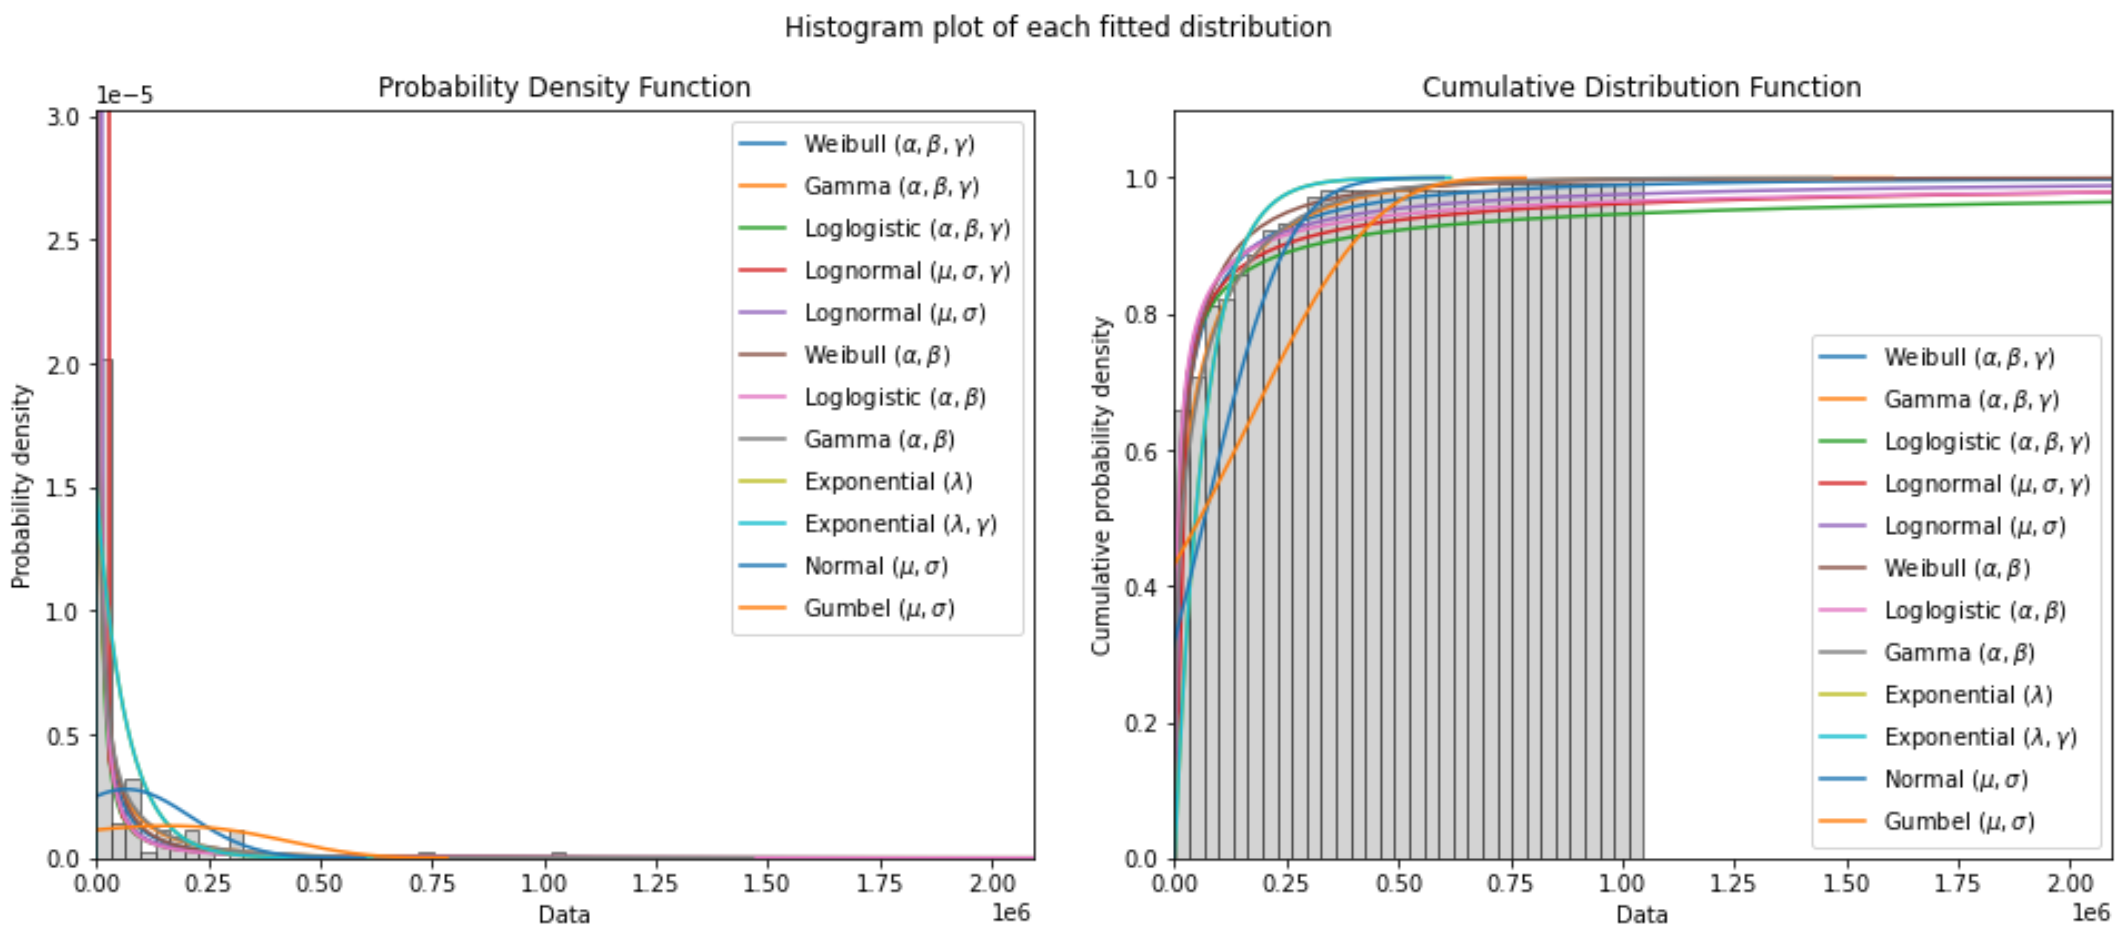 Histogram plot of each fitted distribution
Probability Density Function
1e−5
3.0
2.5
2.0
1.5
1.0
0.5
0.0
Probability density
0.00 0.25 0.50 0.75 1.00 1.25 1.50 1.75 2.00
1e6
Data
Weibull (α, β, γ)
Gamma (α, β, γ)
Loglogistic (α, β, γ)
Lognormal (μ, σ, γ)
Lognormal (μ, σ)
Weibull (α, β)
Loglogistic (α, β)
Gamma (α, β)
Exponential (λ)
Exponential (λ, γ)
Normal (μ, σ)
Gumbel (μ, σ)
Cumulative Distribution Function
1.0
0.8
0.6
0.4
0.2
0.0
Cumulative probability density
0.00 0.25 0.50 0.75 1.00 1.25 1.50 1.75 2.00
1e6
Data
Weibull (α, β, γ)
Gamma (α, β, γ)
Loglogistic (α, β, γ)
Lognormal (μ, σ, γ)
Lognormal (μ, σ)
Weibull (α, β)
Loglogistic (α, β)
Gamma (α, β)
Exponential (λ)
Exponential (λ, γ)
Normal (μ, σ)
Gumbel (μ, σ)